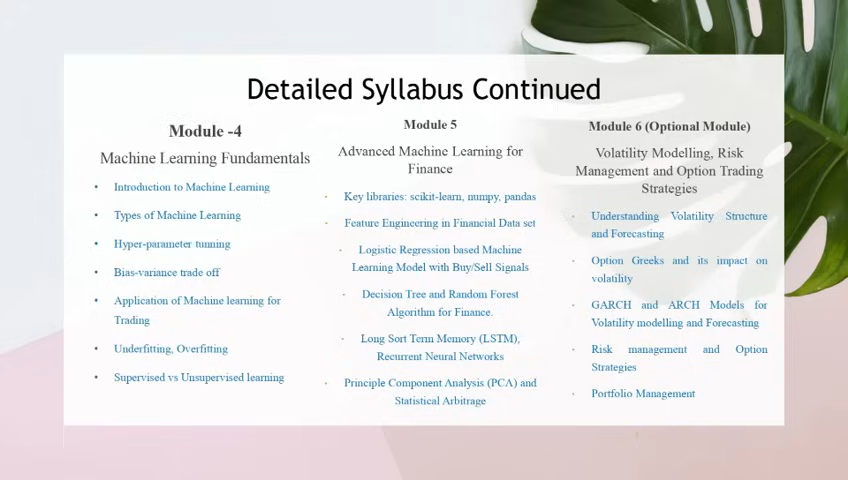 Detailed Syllabus Continued
Module -4
Machine Learning Fundamentals
• Introduction to Machine Learning
• Types of Machine Learning
• Hyper-parameter tunning
• Bias-variance trade off
• Application of Machine learning for
Trading
• Underfitting, Overfitting
• Supervised vs Unsupervised learning
Module 5
Advanced Machine Learning for
Finance
• Key libraries: scikit-learn, numpy, pandas
• Feature Engineering in Financial Data set
• Logistic Regression based Machine
Learning Model with Buy/Sell Signals
• Decision Tree and Random Forest
Algorithm for Finance.
• Long Sort Term Memory (LSTM),
Recurrent Neural Networks
• Principle Component Analysis (PCA) and
Statistical Arbitrage
Module 6 (Optional Module)
Volatility Modelling, Risk
Management and Option Trading
Strategies
• Understanding Volatility Structure
and Forecasting
• Option Greeks and its impact on
volatility
• GARCH and ARCH Models for
Volatility modelling and Forecasting
• Risk management and Option
Strategies
• Portfolio Management